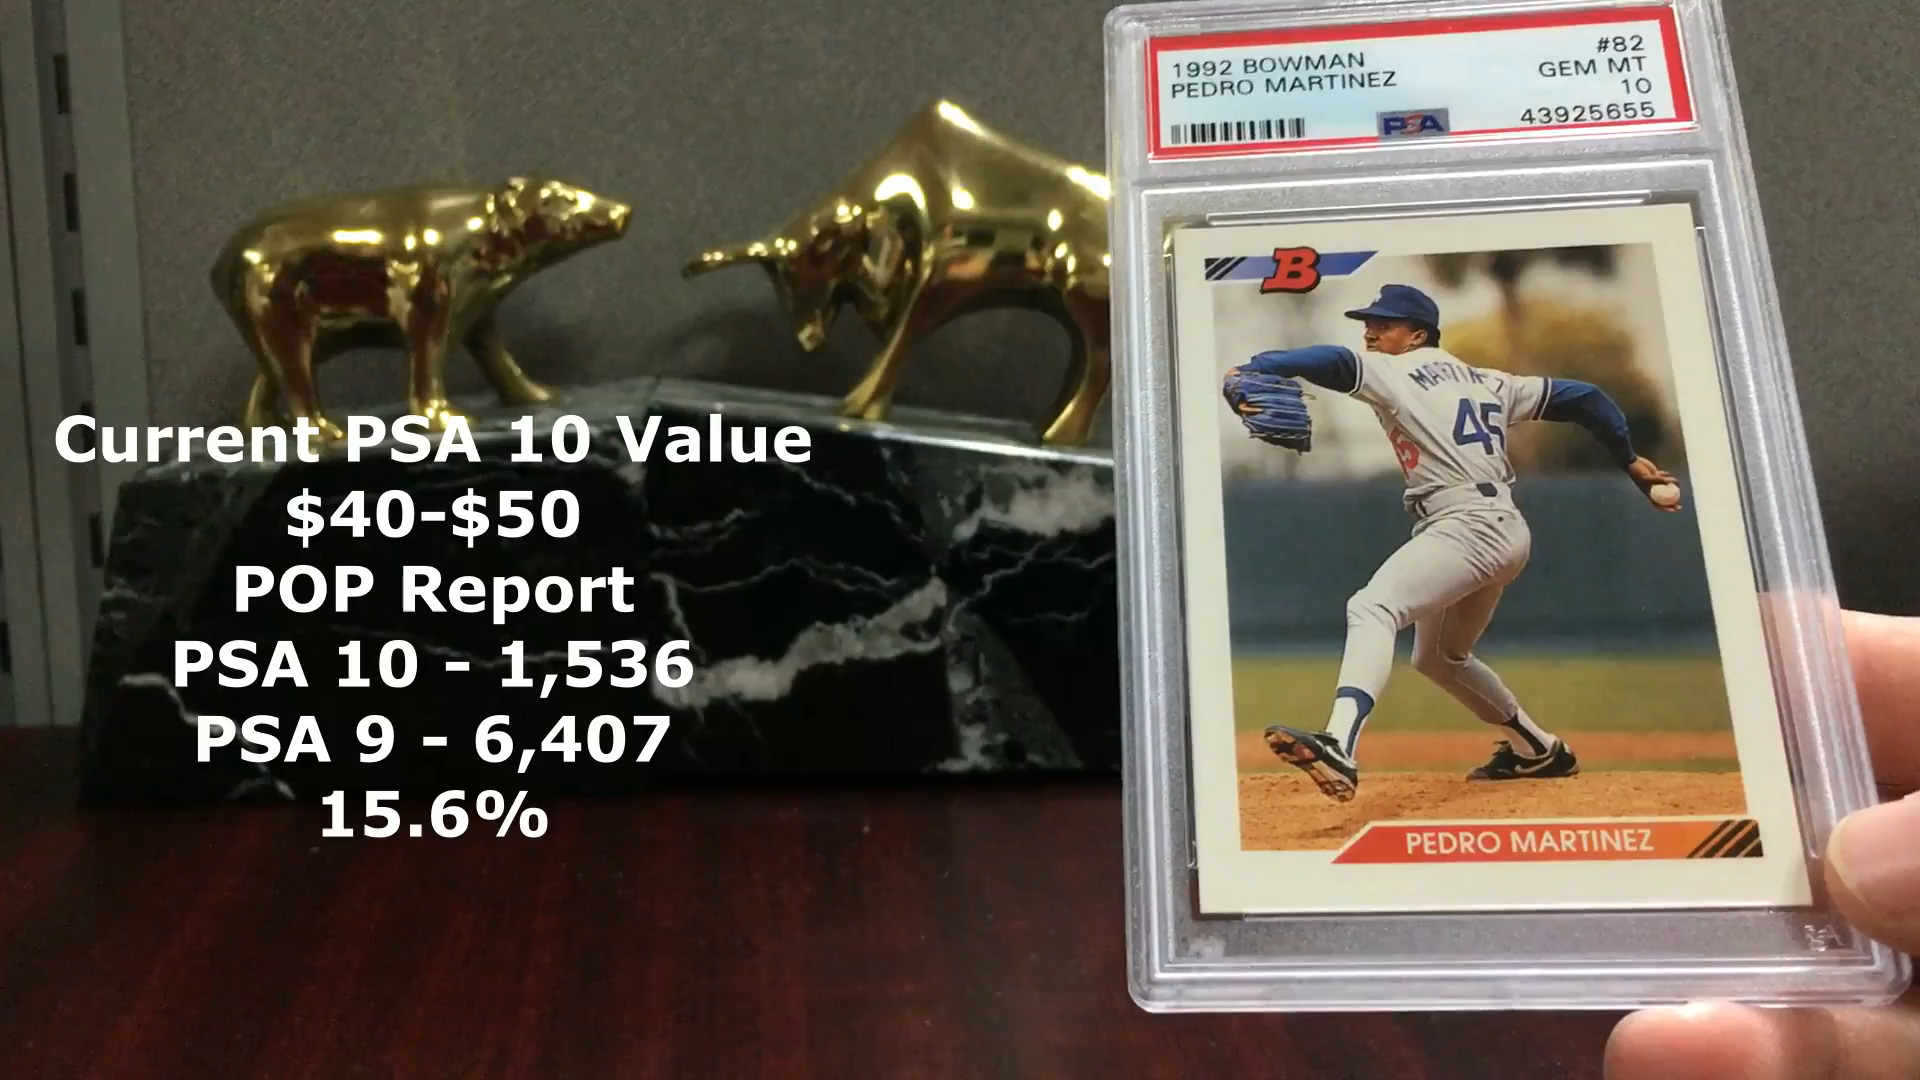 Current PSA 10 Value
$40-$50
POP Report
PSA 10 - 1,536
PSA 9 - 6,407
15.6%
1992 BOWMAN #82
PEDRO MARTINEZ GEM MT
10
PSA 43925655
B
MARTIN
45
PEDRO MARTINEZ